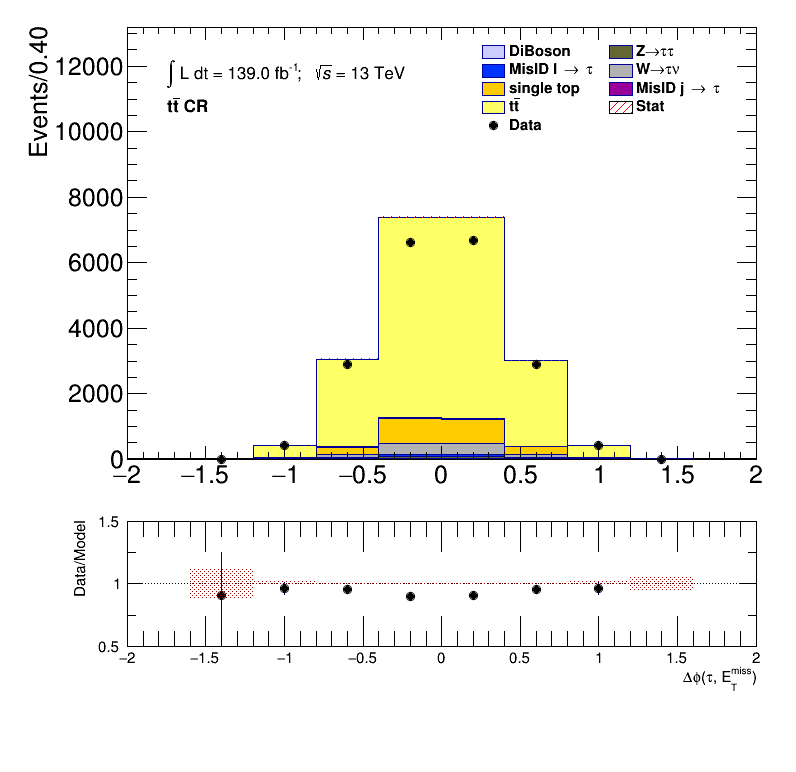 Events/0.40
12000
10000
8000
6000
4000
2000
0
∫ L dt = 139.0 fb⁻¹; √s = 13 TeV
tt̄ CR
DiBoson
MisID l → τ
single top
tt̄
Data
Z→ττ
W→τν
MisID j → τ
Stat
−2 −1.5 −1 −0.5 0 0.5 1 1.5 2
Data/Model
1.5
1
0.5
−2 −1.5 −1 −0.5 0 0.5 1 1.5 2
Δϕ(τ, E_T^miss)